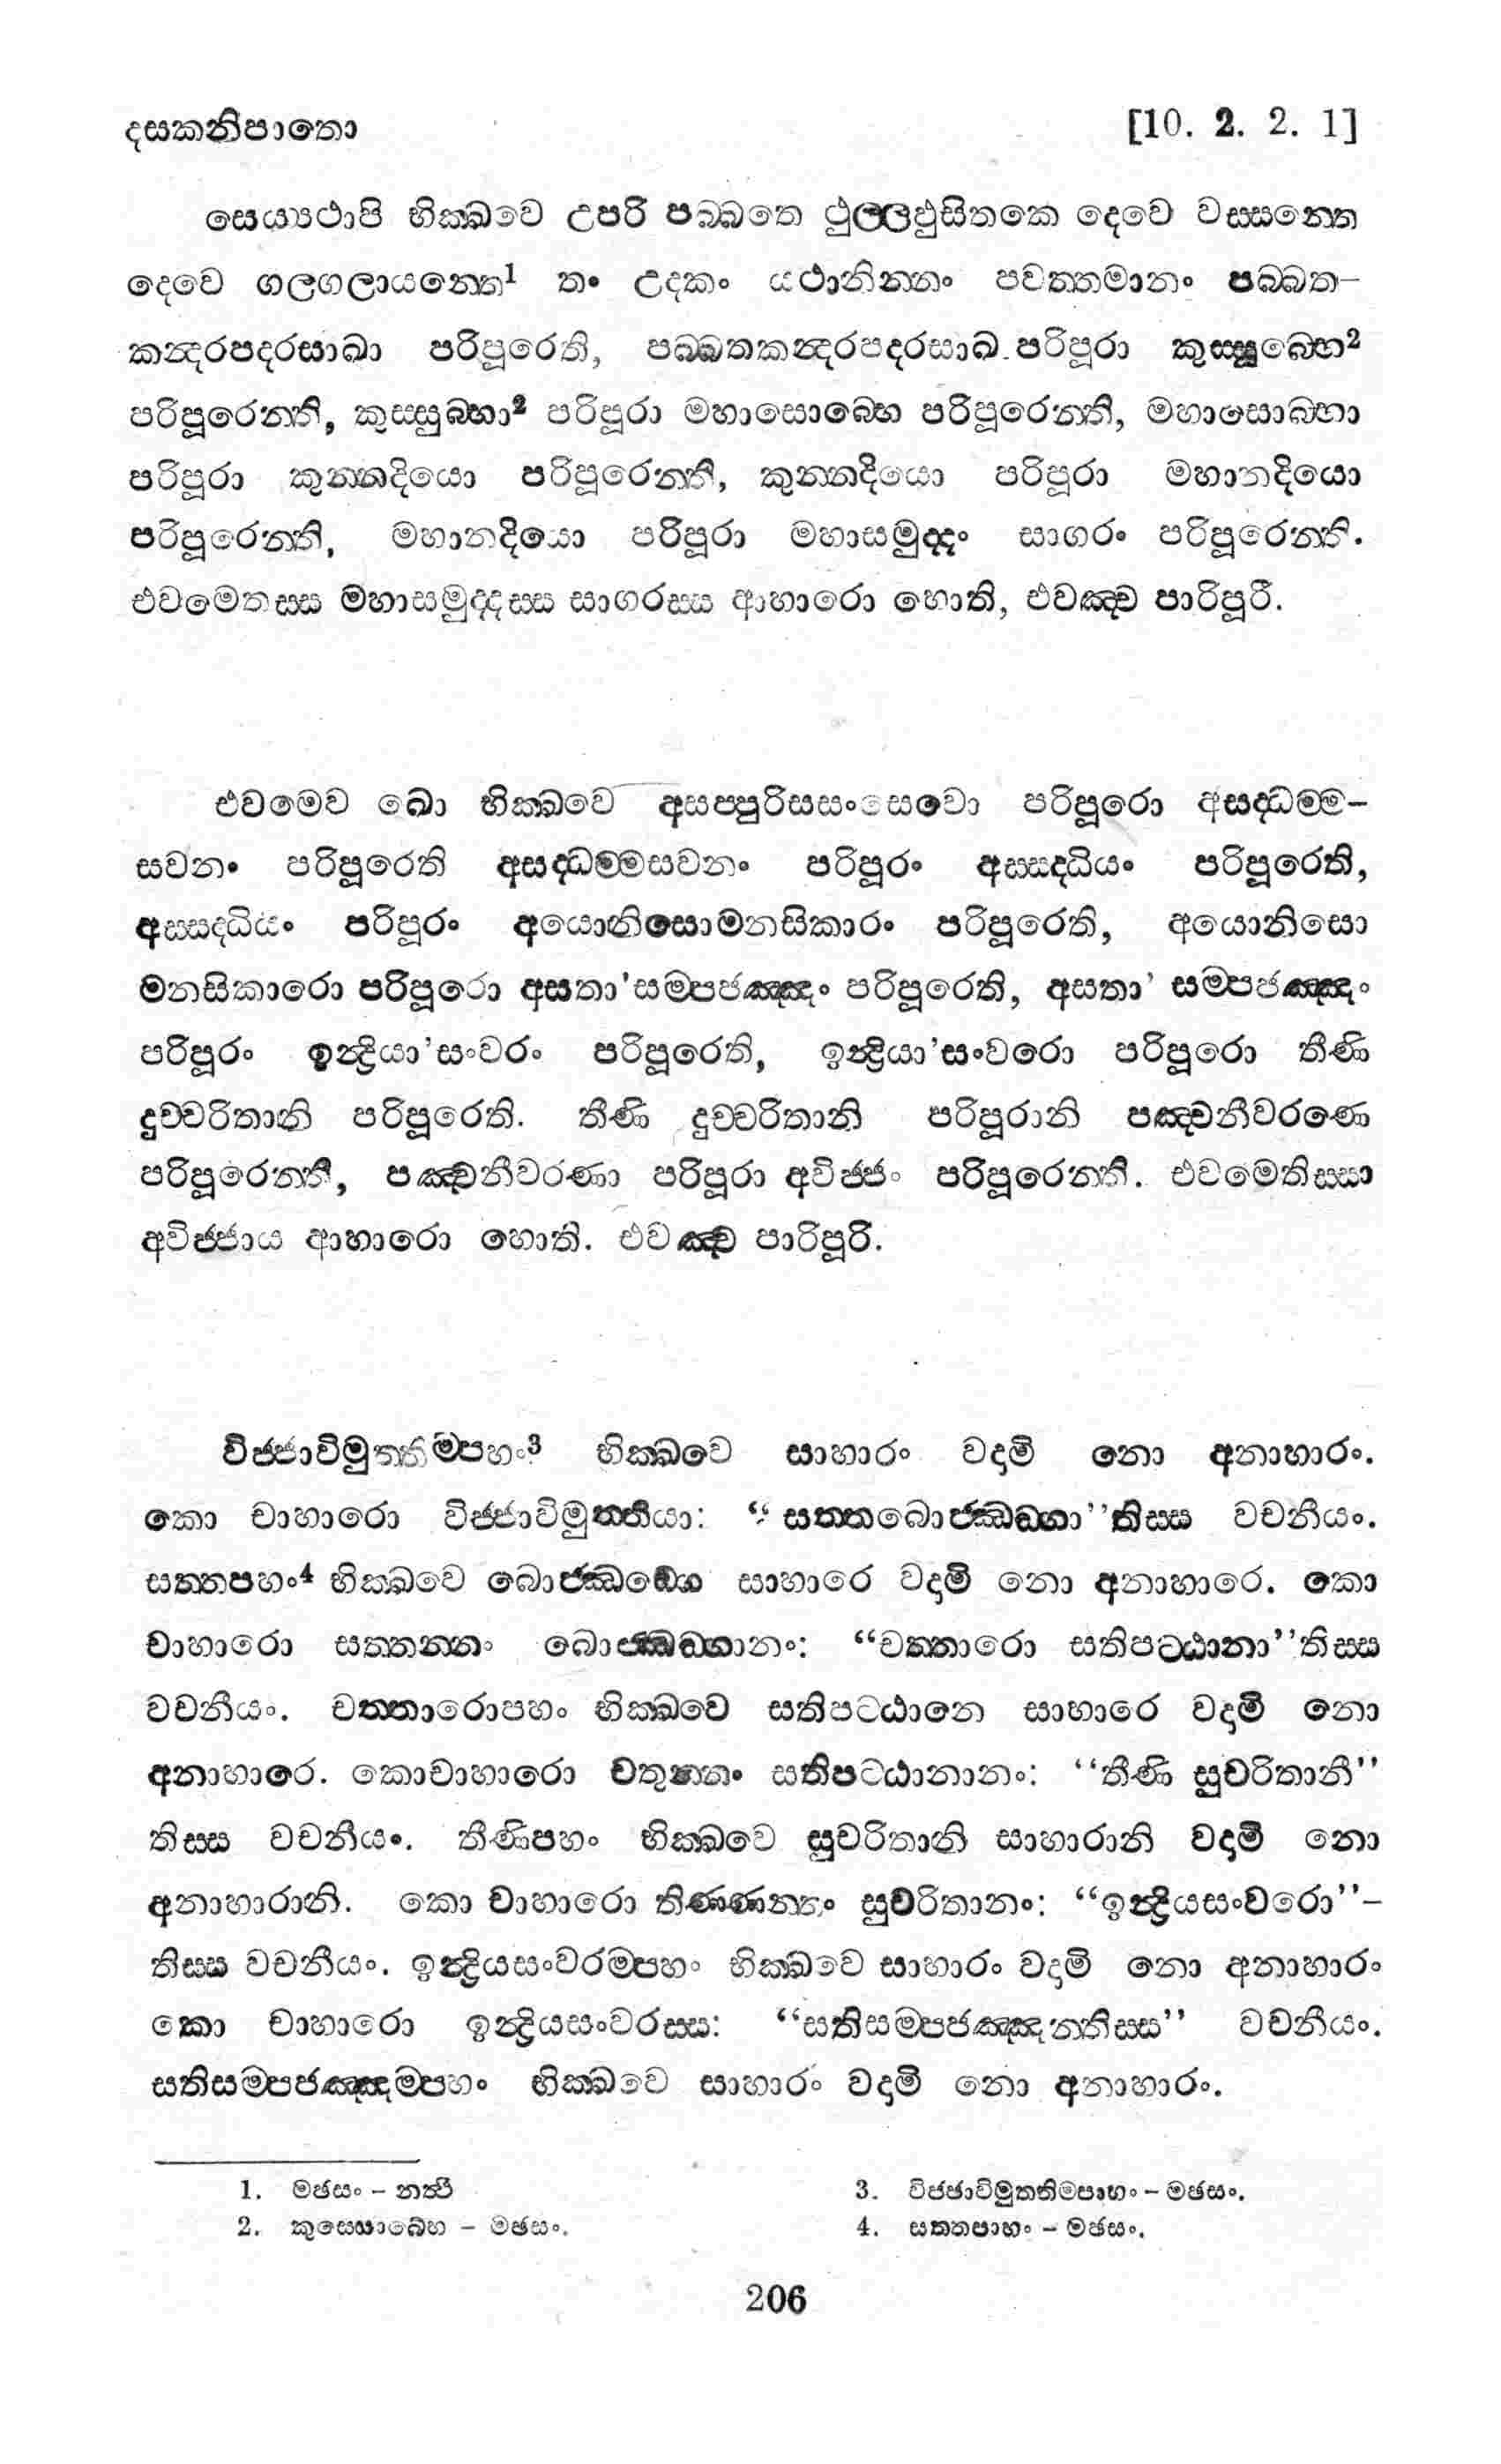 දසකනිපාතො [10. 2. 2. 1]
සෙය්‍යථාපි භික්ඛවෙ උපරි පබ්බතෙ ථුල්ලඵුසිතකෙ දෙවෙ වස්සන්තෙ
දෙවෙ ගලගලායන්තෙ1 තං උදකං යථානින්නං පවත්තමානං පබ්බත-
කන්දරපදරසාඛා පරිපූරෙති, පබ්බතකන්දරපදරසාඛ පරිපූරා කුස්සුබ්භෙ2
පරිපූරෙන්ති, කුස්සුබ්භා2 පරිපූරා මහාසොබ්භෙ පරිපූරෙන්ති, මහාසොබ්භා
පරිපූරා කුන්නදියො පරිපූරෙන්ති, කුන්නදියො පරිපූරා මහානදියො
පරිපූරෙන්ති, මහානදියො පරිපූරා මහාසමුද්දං සාගරං පරිපූරෙන්ති.
එවමෙතස්ස මහාසමුද්දස්ස සාගරස්ස ආහාරො හොති, එවඤ්ච පාරිපූරී.
එවමෙව ඛො භික්ඛවෙ අසප්පුරිසසංසෙවො පරිපූරො අසද්ධම්ම-
සවනං පරිපූරෙති අසද්ධම්මසවනං පරිපූරං අස්සද්ධියං පරිපූරෙති,
අස්සද්ධියං පරිපූරං අයොනිසොමනසිකාරං පරිපූරෙති, අයොනිසො
මනසිකාරො පරිපූරො අසතා'සම්පජඤ්ඤං පරිපූරෙති, අසතා' සම්පජඤ්ඤං
පරිපූරං ඉන්ද්‍රියා'සංවරං පරිපූරෙති, ඉන්ද්‍රියා'සංවරො පරිපූරො තීණි
දුච්චරිතානි පරිපූරෙති. තීණි දුච්චරිතානි පරිපූරානි පඤ්චනීවරණෙ
පරිපූරෙන්ති, පඤ්චනීවරණා පරිපූරා අවිජ්ජං පරිපූරෙන්ති. එවමෙතිස්සා
අවිජ්ජාය ආහාරො හොති. එවඤ්ච පාරිපූරි.
විජ්ජාවිමුත්තිම්පහං3 භික්ඛවෙ සාහාරං වදාමි නො අනාහාරං.
කො චාහාරො විජ්ජාවිමුත්තියා: “සත්තබොජ්ඣඞ්ගා”තිස්ස වචනීයං.
සත්තපහං4 භික්ඛවෙ බොජ්ඣඞ්ගෙ සාහාරෙ වදාමි නො අනාහාරෙ. කො
චාහාරො සත්තන්නං බොජ්ඣඞ්ගානං: “චත්තාරො සතිපට්ඨානා”තිස්ස
වචනීයං. චත්තාරොපහං භික්ඛවෙ සතිපට්ඨානෙ සාහාරෙ වදාමි නො
අනාහාරෙ. කොචාහාරො චතුන්නං සතිපට්ඨානානං: “තීණි සුචරිතානී”
තිස්ස වචනීයං. තීණිපහං භික්ඛවෙ සුචරිතානි සාහාරානි වදාමි නො
අනාහාරානි. කො චාහාරො තිණ්ණන්නං සුචරිතානං: “ඉන්ද්‍රියසංවරො”-
තිස්ස වචනීයං. ඉන්ද්‍රියසංවරම්පහං භික්ඛවෙ සාහාරං වදාමි නො අනාහාරං
කො චාහාරො ඉන්ද්‍රියසංවරස්ස: “සතිසම්පජඤ්ඤන්තිස්ස” වචනීයං.
සතිසම්පජඤ්ඤම්පහං භික්ඛවෙ සාහාරං වදාමි නො අනාහාරං.
1. මඡසං - නත්‍ථි
2. කුසොබ්භෙ - මඡසං.
3. විජ්ජාවිමුත්තිම්පාහං - මඡසං.
4. සත්තපාහං - මඡසං.
206